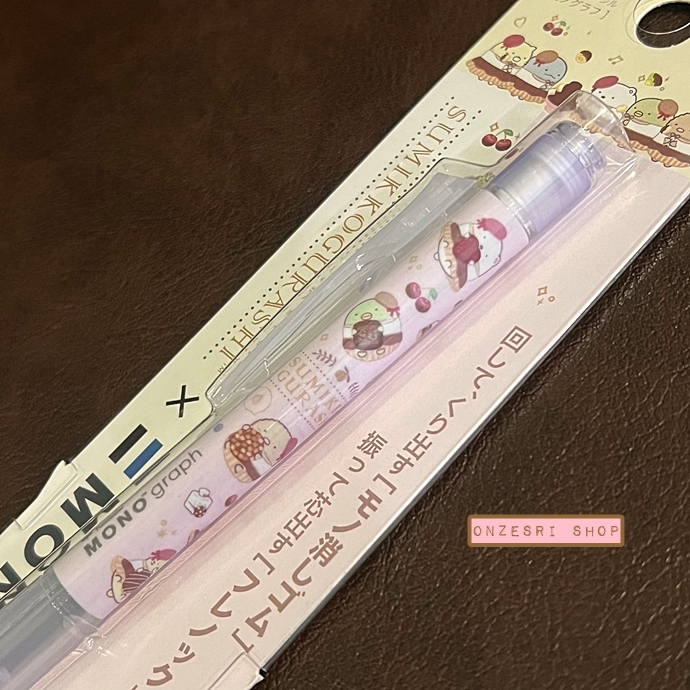 SUMIKKOGURASHI
×
MONO
SUMIKKO
GURASHI
MONO graph
回して、くり出す「モノ消しゴム」
振って芯出す「フレノック
ONZESRI SHOP